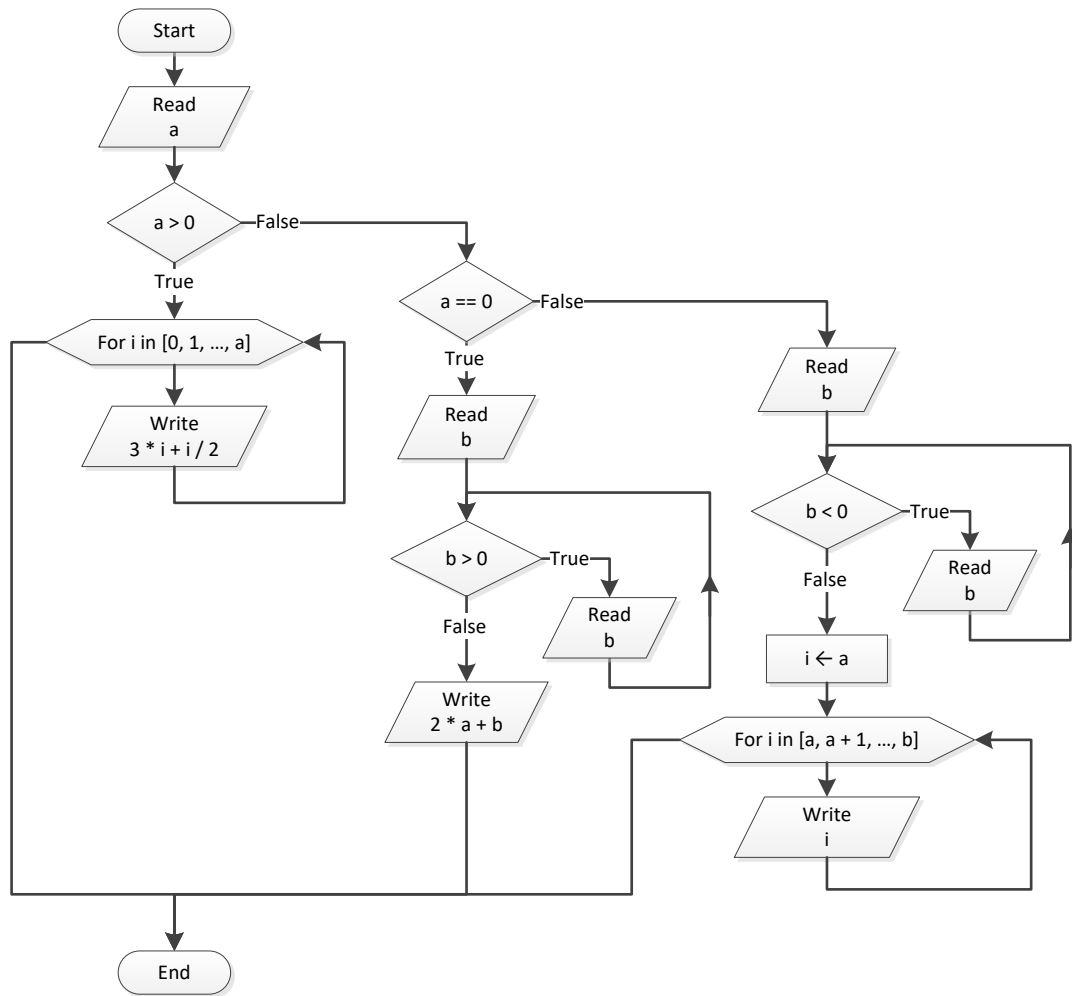 Start
Read
a
a > 0
False
True
a == 0
False
True
For i in [0, 1, ..., a]
Write
3 * i + i / 2
Read
b
b > 0
True
False
Read
b
Write
2 * a + b
Read
b
b < 0
True
False
Read
b
i ← a
For i in [a, a + 1, ..., b]
Write
i
End